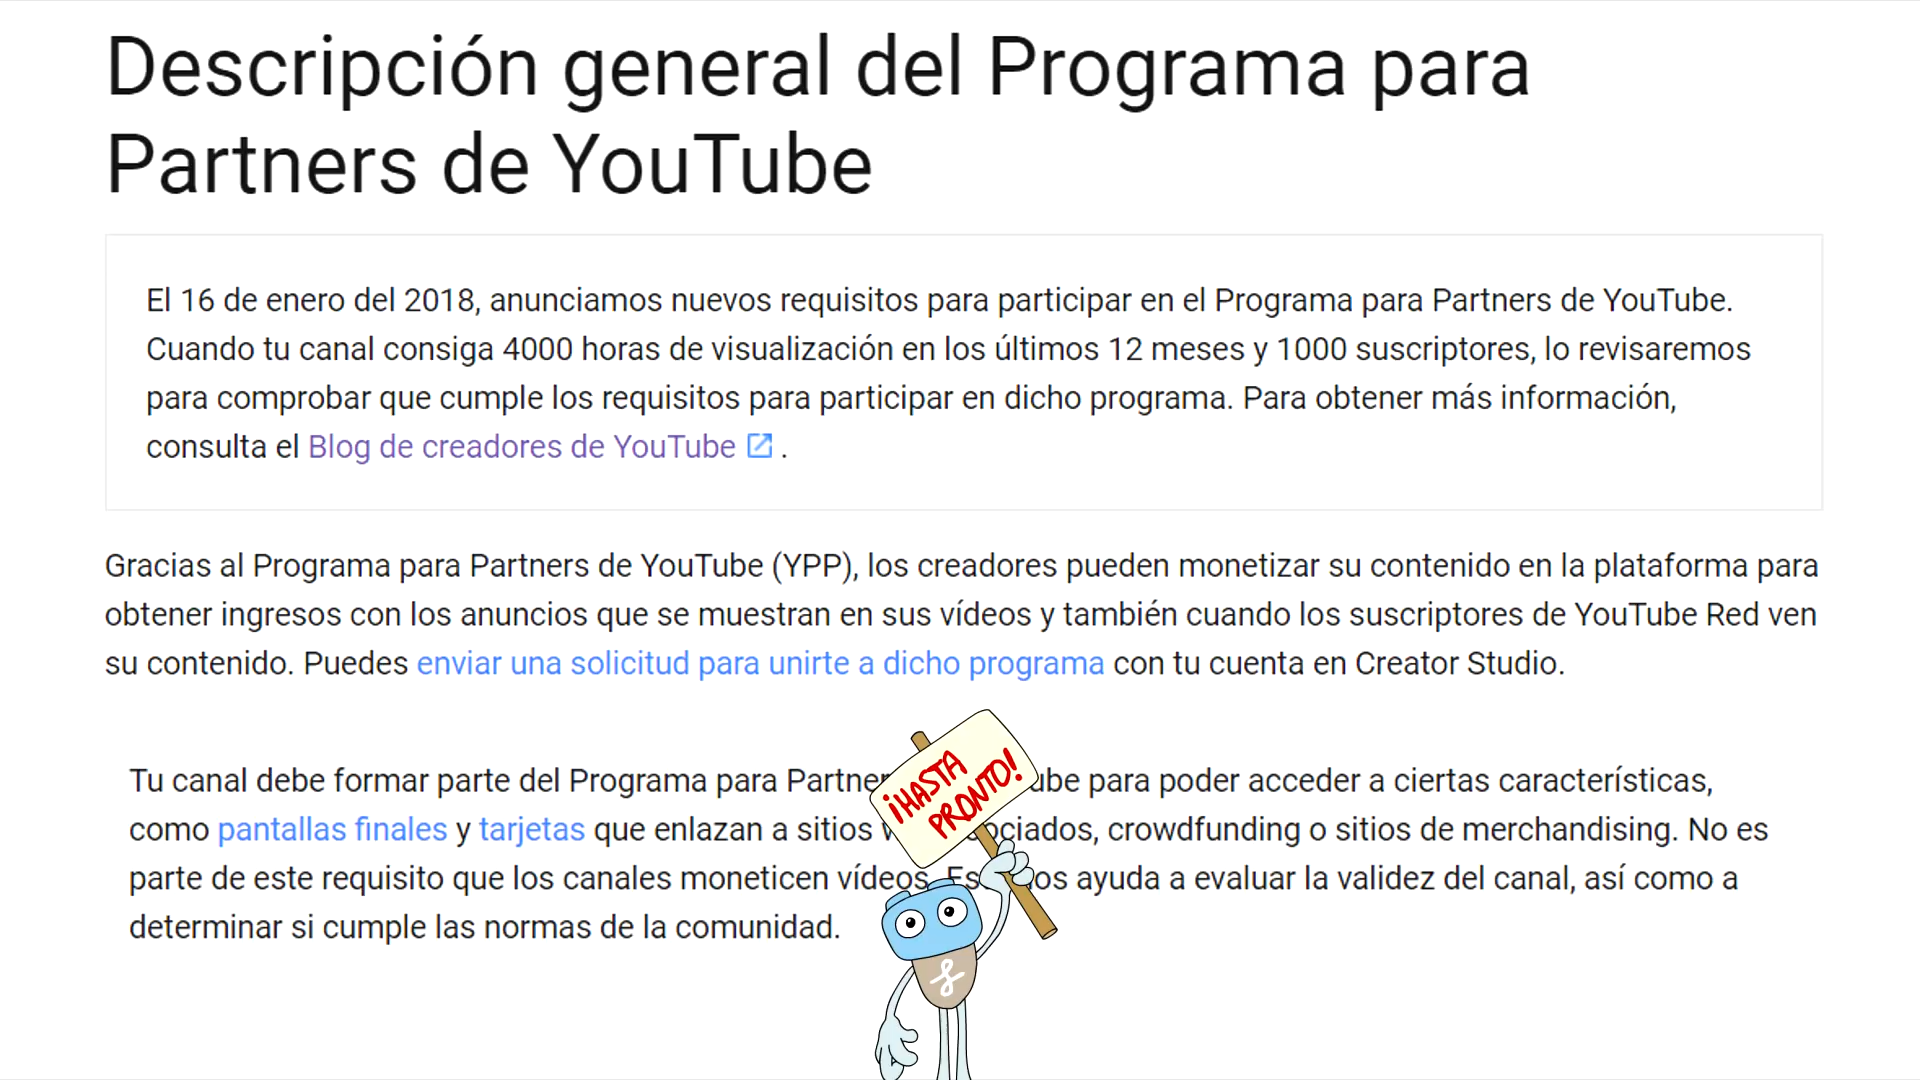 Descripción general del Programa para
Partners de YouTube
El 16 de enero del 2018, anunciamos nuevos requisitos para participar en el Programa para Partners de YouTube.
Cuando tu canal consiga 4000 horas de visualización en los últimos 12 meses y 1000 suscriptores, lo revisaremos
para comprobar que cumple los requisitos para participar en dicho programa. Para obtener más información,
consulta el Blog de creadores de YouTube.
Gracias al Programa para Partners de YouTube (YPP), los creadores pueden monetizar su contenido en la plataforma para
obtener ingresos con los anuncios que se muestran en sus vídeos y también cuando los suscriptores de YouTube Red ven
su contenido. Puedes enviar una solicitud para unirte a dicho programa con tu cuenta en Creator Studio.
Tu canal debe formar parte del Programa para para poder acceder a ciertas características,
como pantallas finales y tarjetas que enlazan a sitios crowdfunding o sitios de merchandising. No es
parte de este requisito que los canales moneticen vídeos ayuda a evaluar la validez del canal, así como a
determinar si cumple las normas de la comunidad.
¡HASTA
PRONTO!